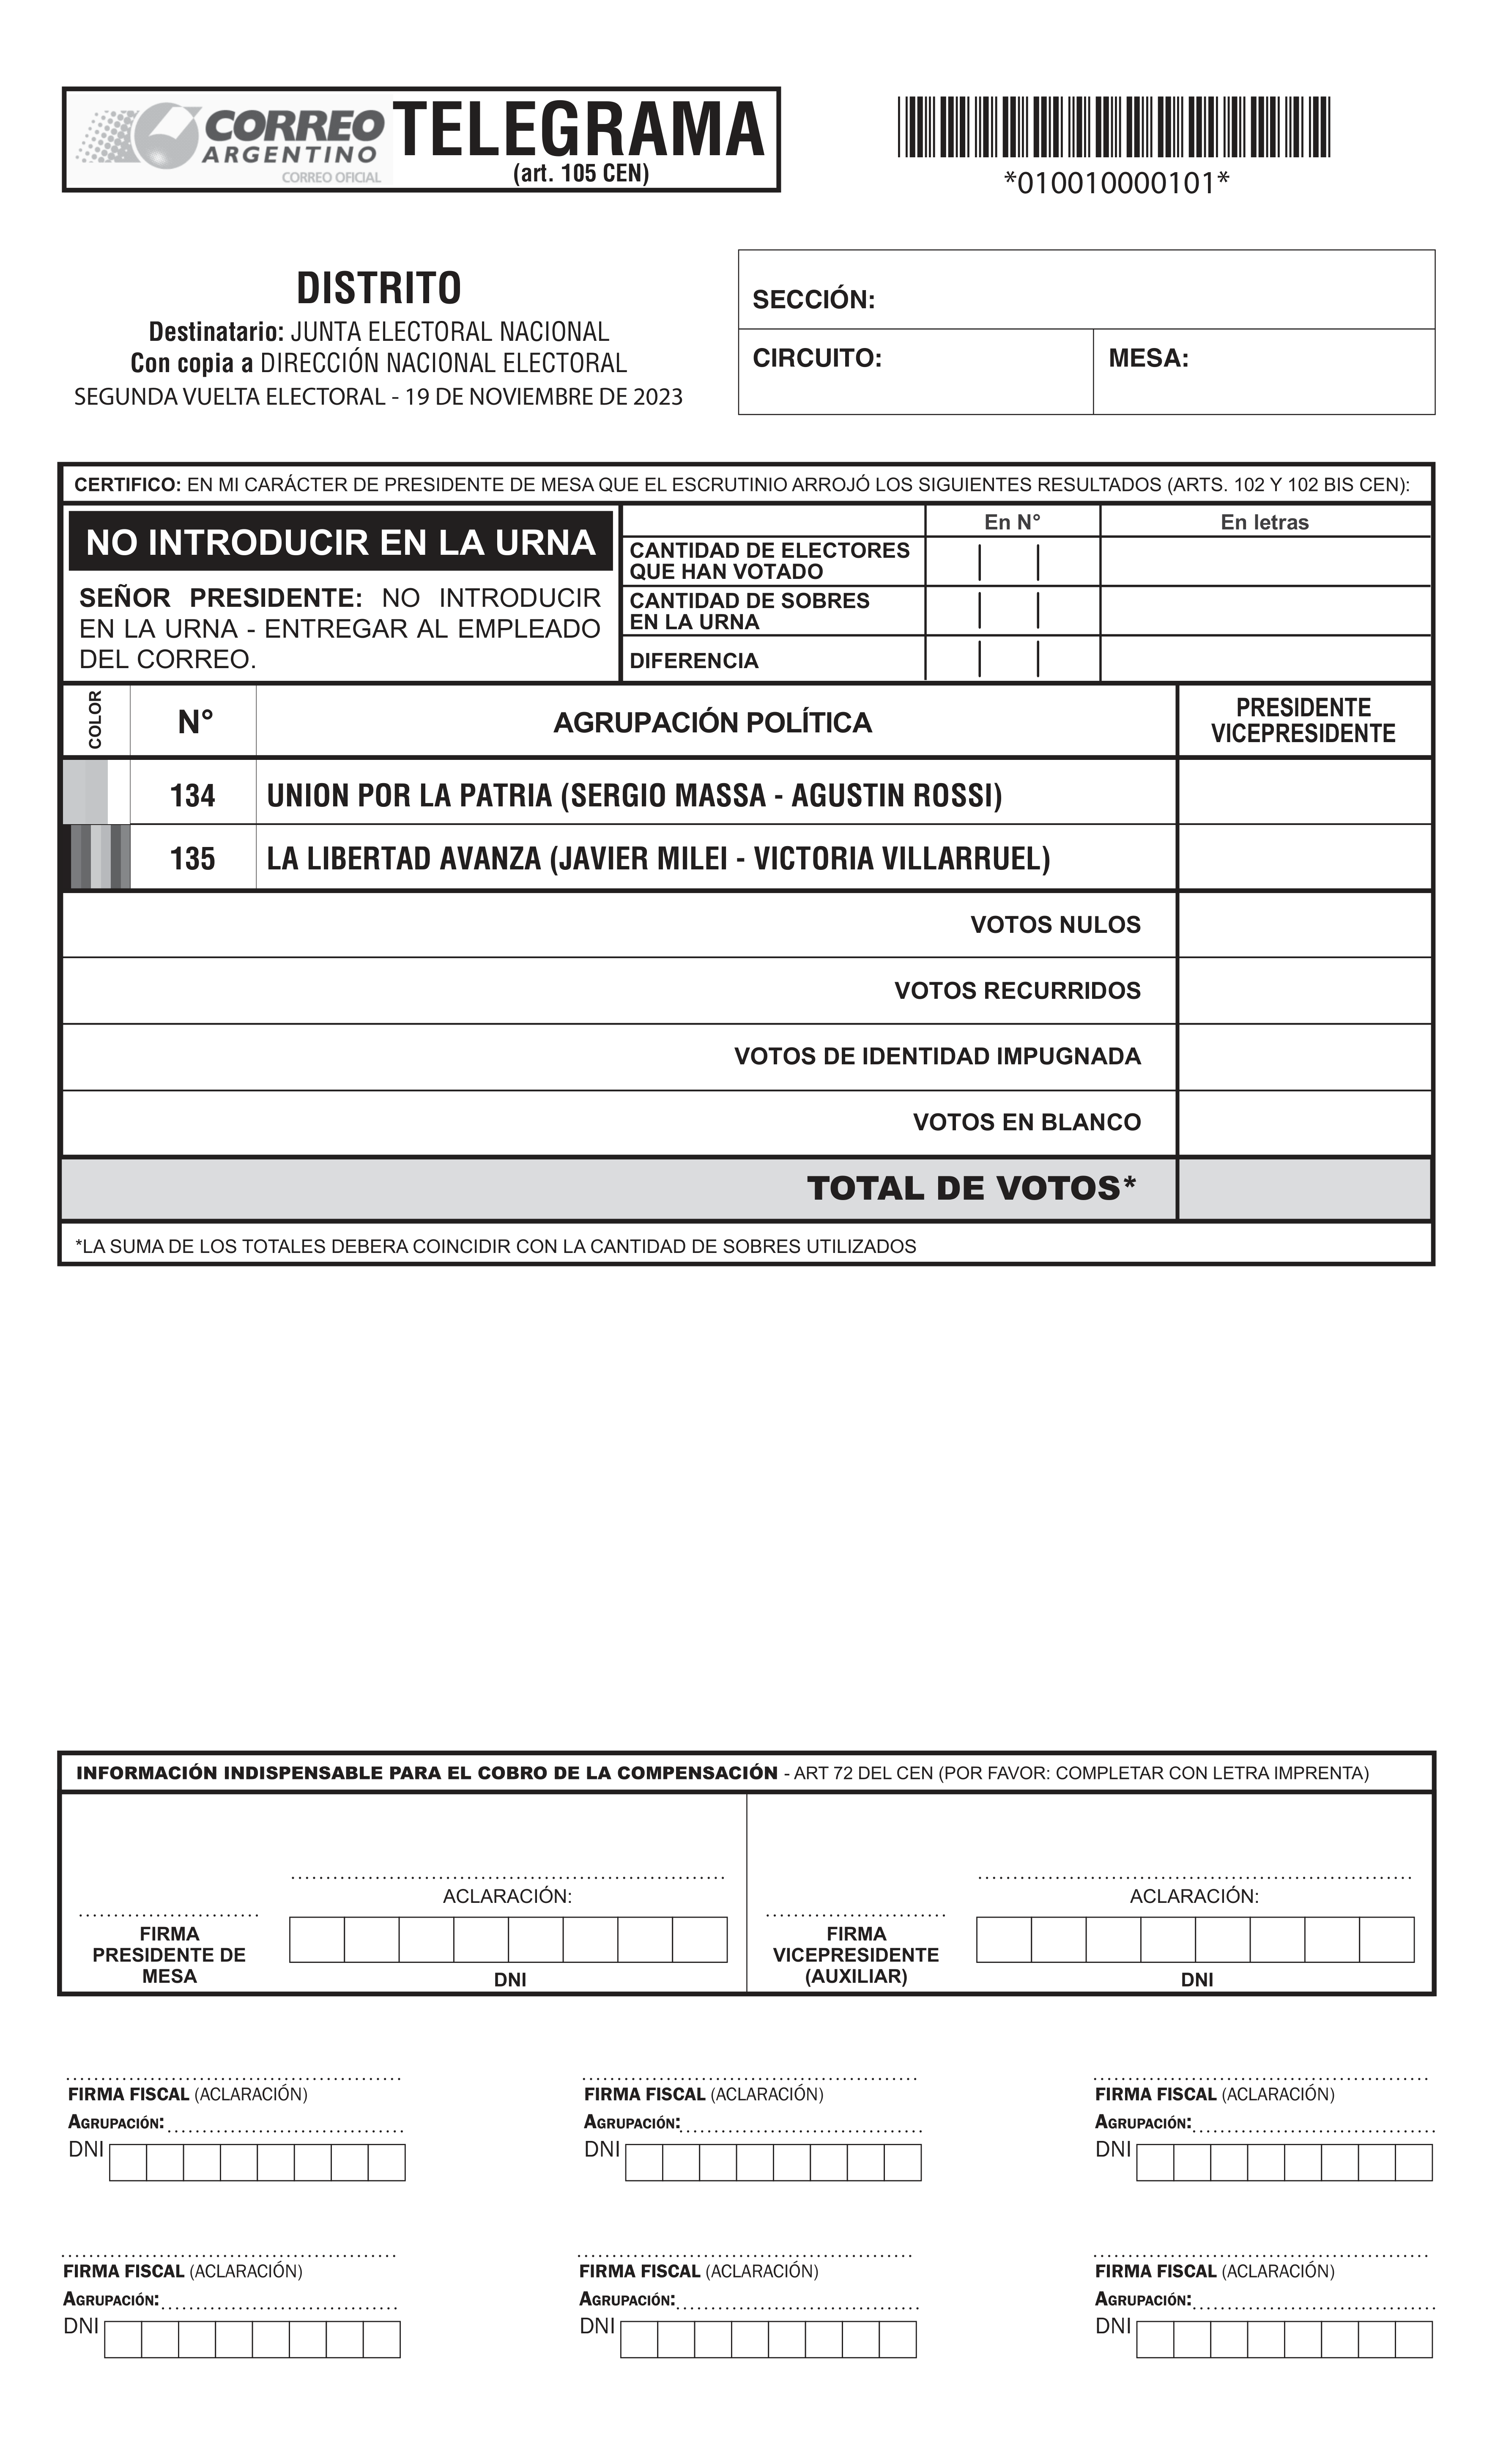 CORREO
ARGENTINO
CORREO OFICIAL
TELEGRAMA
(art. 105 CEN)
*010010000101*
DISTRITO
Destinatario: JUNTA ELECTORAL NACIONAL
Con copia a DIRECCIÓN NACIONAL ELECTORAL
SEGUNDA VUELTA ELECTORAL - 19 DE NOVIEMBRE DE 2023
SECCIÓN:
CIRCUITO:
MESA:
CERTIFICO: EN MI CARÁCTER DE PRESIDENTE DE MESA QUE EL ESCRUTINIO ARROJÓ LOS SIGUIENTES RESULTADOS (ARTS. 102 Y 102 BIS CEN):
NO INTRODUCIR EN LA URNA
SEÑOR PRESIDENTE: NO INTRODUCIR
EN LA URNA - ENTREGAR AL EMPLEADO
DEL CORREO.
En N°
En letras
CANTIDAD DE ELECTORES
QUE HAN VOTADO
CANTIDAD DE SOBRES
EN LA URNA
DIFERENCIA
COLOR
N°
AGRUPACIÓN POLÍTICA
PRESIDENTE
VICEPRESIDENTE
134 UNION POR LA PATRIA (SERGIO MASSA - AGUSTIN ROSSI)
135 LA LIBERTAD AVANZA (JAVIER MILEI - VICTORIA VILLARRUEL)
VOTOS NULOS
VOTOS RECURRIDOS
VOTOS DE IDENTIDAD IMPUGNADA
VOTOS EN BLANCO
TOTAL DE VOTOS*
*LA SUMA DE LOS TOTALES DEBERA COINCIDIR CON LA CANTIDAD DE SOBRES UTILIZADOS
INFORMACIÓN INDISPENSABLE PARA EL COBRO DE LA COMPENSACIÓN - ART 72 DEL CEN (POR FAVOR: COMPLETAR CON LETRA IMPRENTA)
ACLARACIÓN:
FIRMA
PRESIDENTE DE
MESA
DNI
ACLARACIÓN:
FIRMA
VICEPRESIDENTE
(AUXILIAR)
DNI
FIRMA FISCAL (ACLARACIÓN)
AGRUPACIÓN:
DNI
FIRMA FISCAL (ACLARACIÓN)
AGRUPACIÓN:
DNI
FIRMA FISCAL (ACLARACIÓN)
AGRUPACIÓN:
DNI
FIRMA FISCAL (ACLARACIÓN)
AGRUPACIÓN:
DNI
FIRMA FISCAL (ACLARACIÓN)
AGRUPACIÓN:
DNI
FIRMA FISCAL (ACLARACIÓN)
AGRUPACIÓN:
DNI